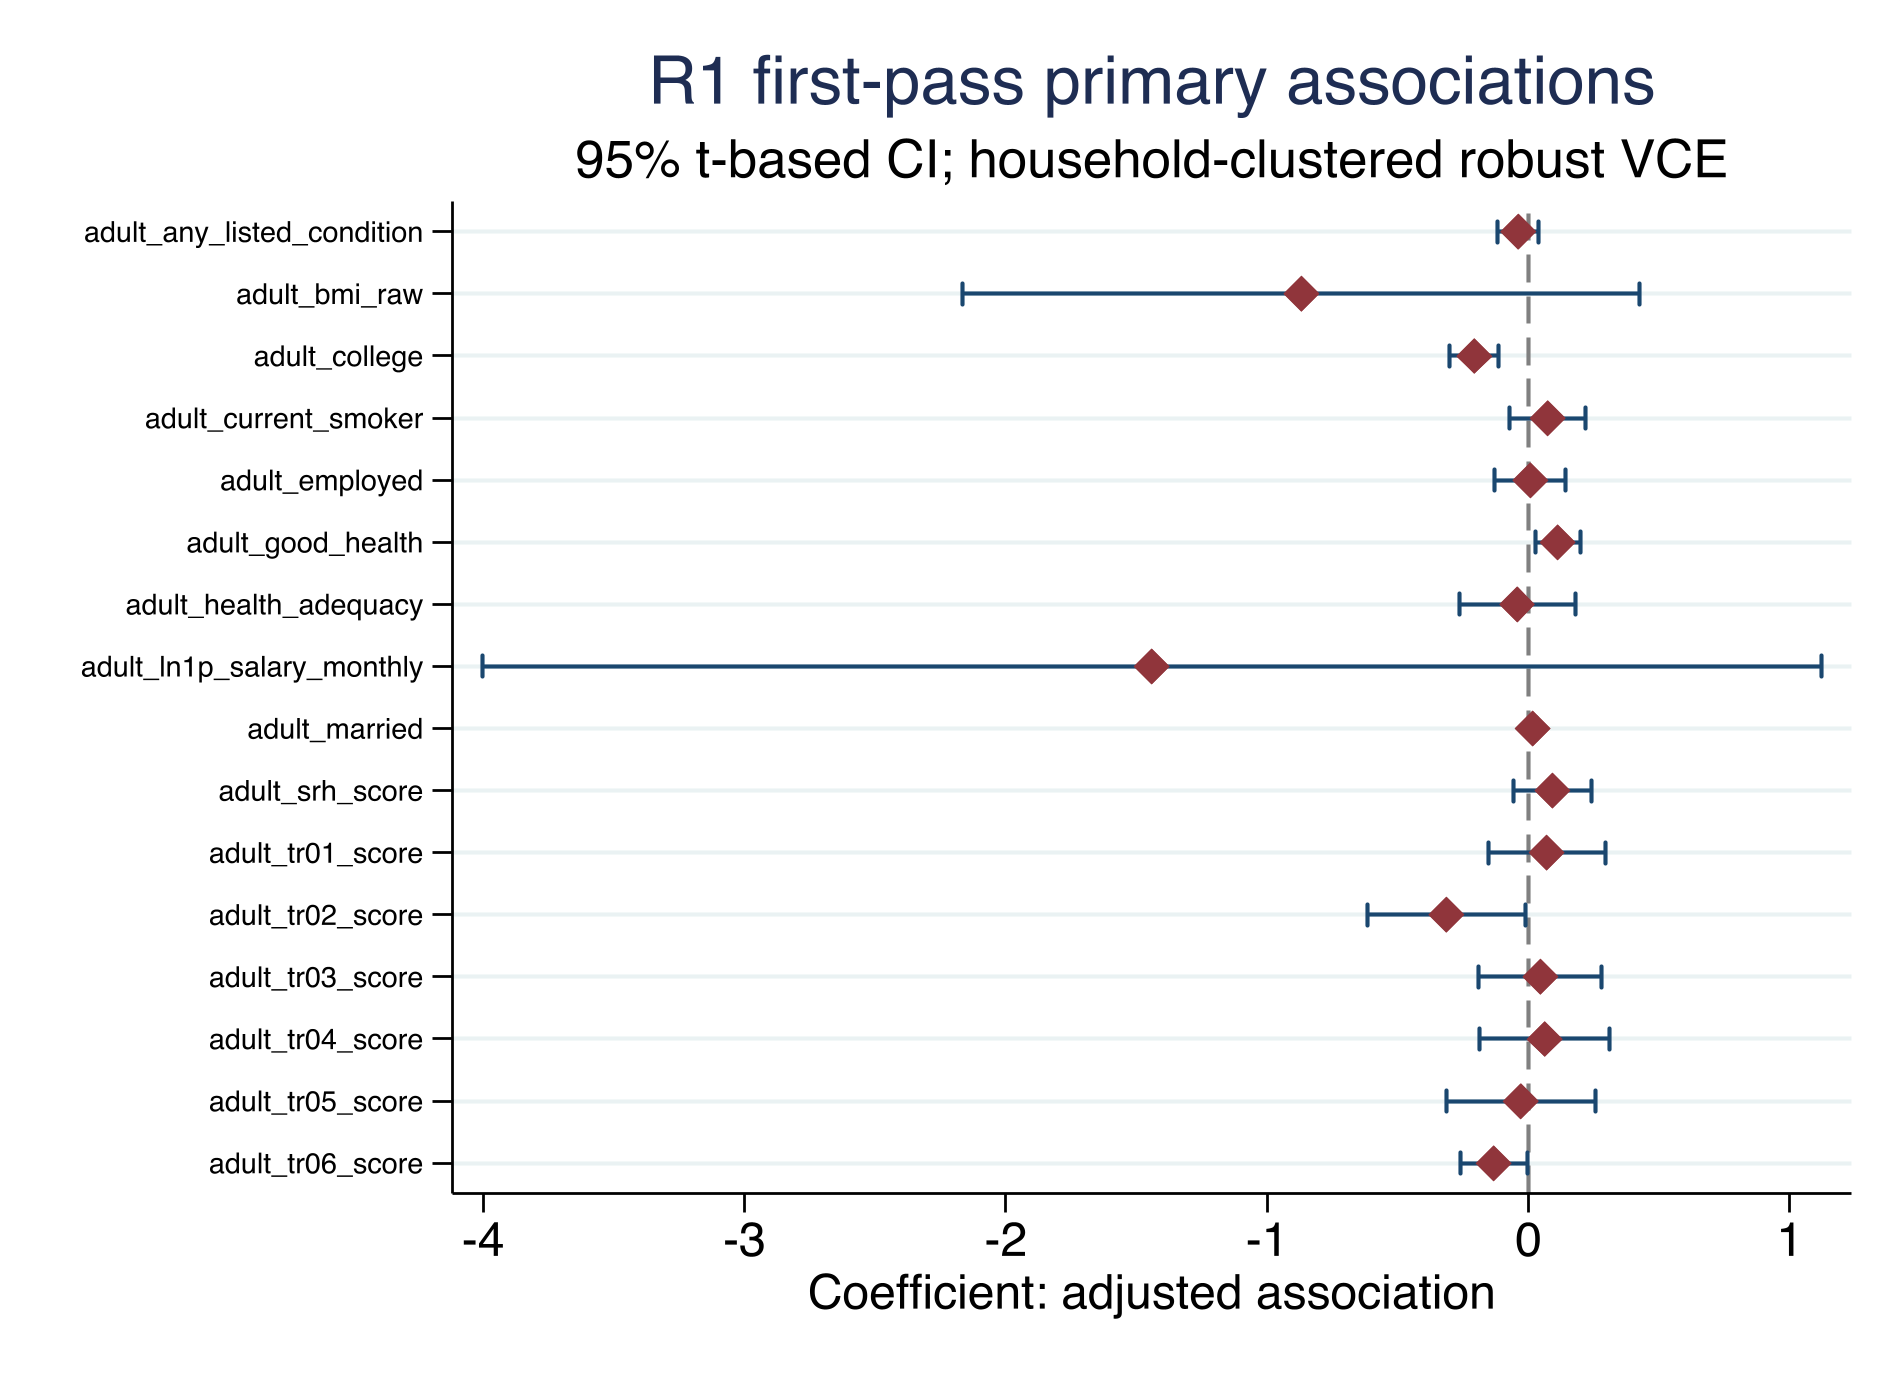 R1 first-pass primary associations
95% t-based CI; household-clustered robust VCE
adult_any_listed_condition
adult_bmi_raw
adult_college
adult_current_smoker
adult_employed
adult_good_health
adult_health_adequacy
adult_ln1p_salary_monthly
adult_married
adult_srh_score
adult_tr01_score
adult_tr02_score
adult_tr03_score
adult_tr04_score
adult_tr05_score
adult_tr06_score
-4 -3 -2 -1 0 1
Coefficient: adjusted association